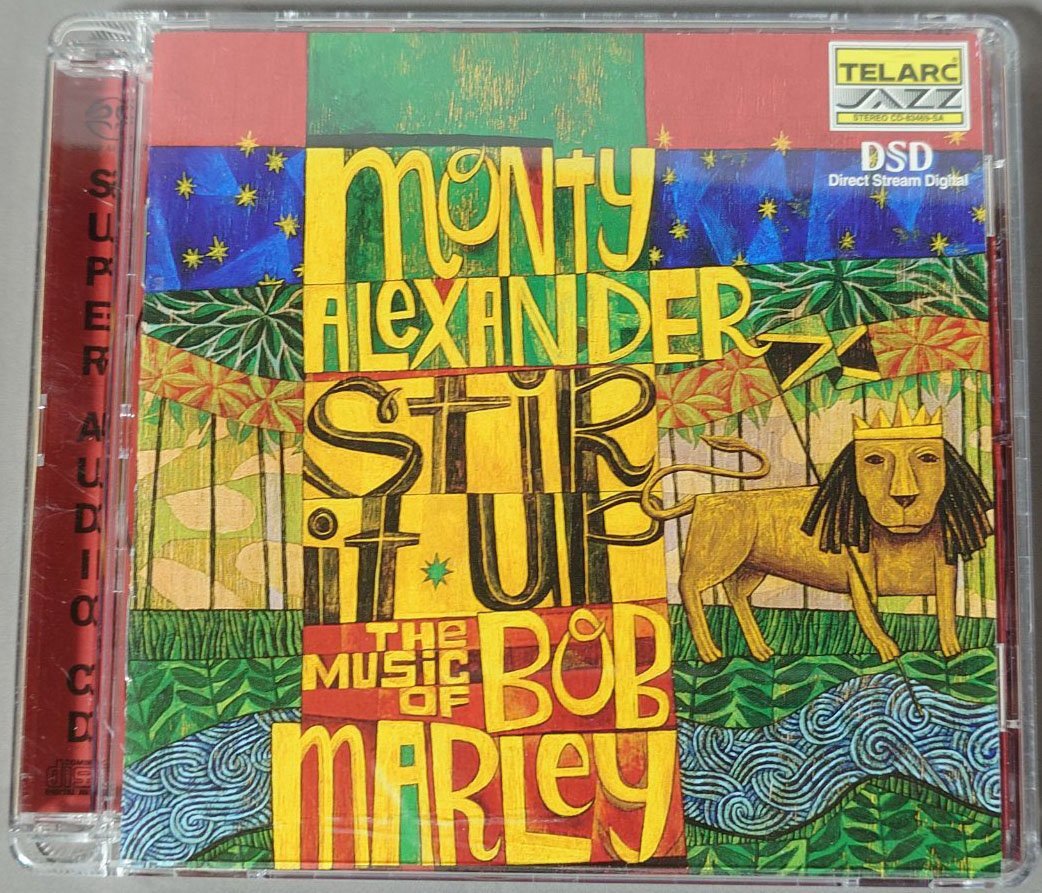 SUPER AUDIO CD
TELARC
JAZZ
STEREO CD-83469-SA
DSD
Direct Stream Digital
MONTY
ALEXANDER
STIR
it UP
THE
MUSIC
OF
BOB
MARLEY